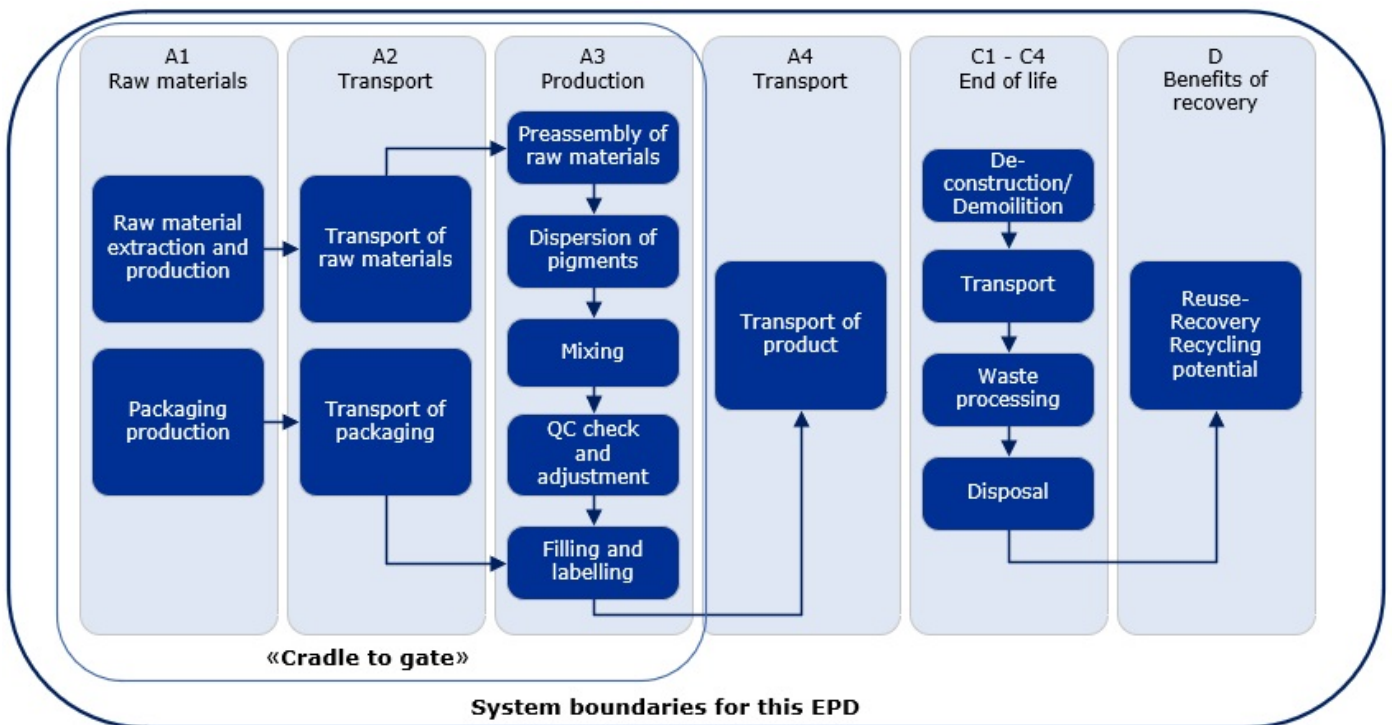 A1
Raw materials
A2
Transport
A3
Production
A4
Transport
C1 - C4
End of life
D
Benefits of
recovery
Raw material
extraction and
production
Packaging
production
Transport of
raw materials
Transport of
packaging
Preassembly of
raw materials
Dispersion of
pigments
Mixing
QC check
and
adjustment
Filling and
labelling
Transport of
product
De-
construction/
Demoilition
Transport
Waste
processing
Disposal
Reuse-
Recovery
Recycling
potential
«Cradle to gate»
System boundaries for this EPD